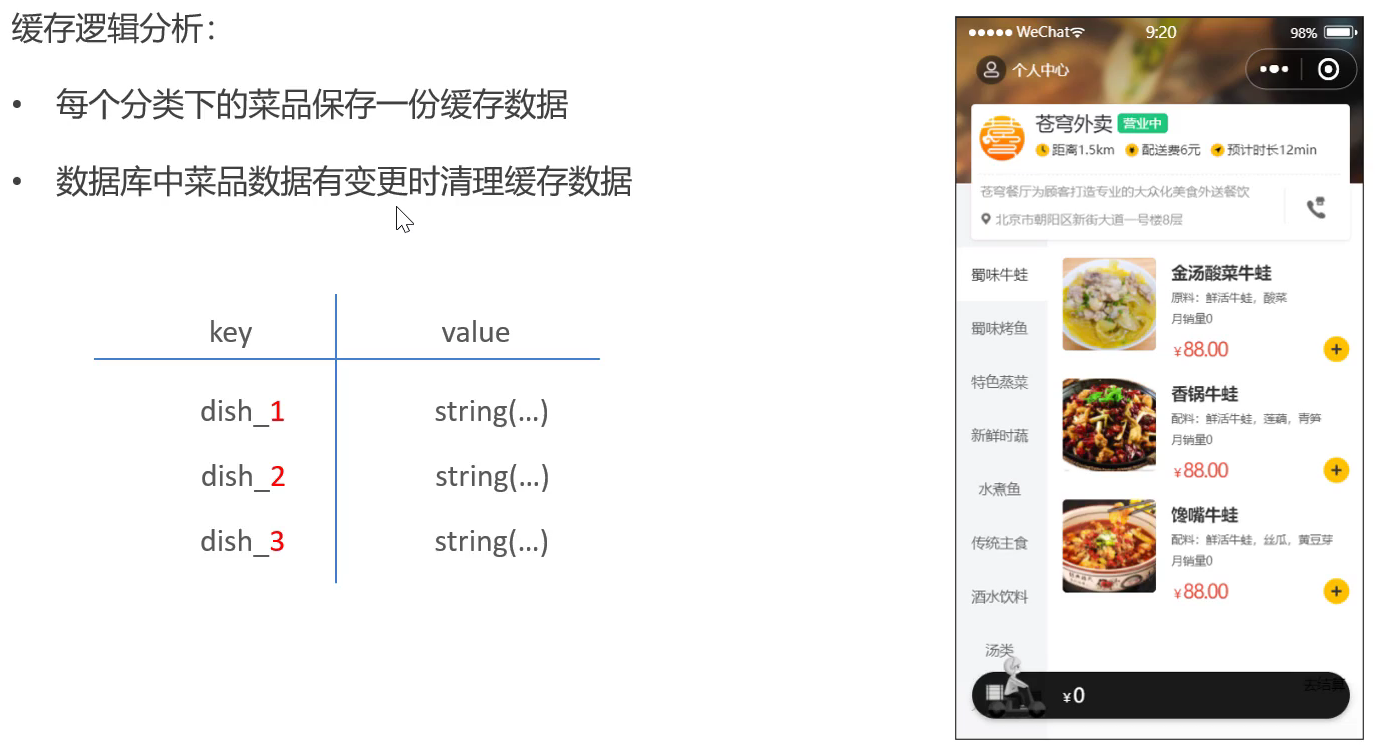 缓存逻辑分析：
• 每个分类下的菜品保存一份缓存数据
• 数据库中菜品数据有变更时清理缓存数据
key value
dish_1 string(...)
dish_2 string(...)
dish_3 string(...)
WeChat 9:20 98%
个人中心
苍穹外卖 营业中
距离1.5km 配送费6元 预计时长12min
苍穹餐厅为顾客打造专业的大众化美食外送餐饮
北京市朝阳区新街大道一号楼8层
蜀味牛蛙
蜀味烤鱼
特色蒸菜
新鲜时蔬
水煮鱼
传统主食
酒水饮料
汤类
金汤酸菜牛蛙
原料：鲜活牛蛙，酸菜
月销量0
¥88.00
香锅牛蛙
配料：鲜活牛蛙，莲藕，青笋
月销量0
¥88.00
馋嘴牛蛙
配料：鲜活牛蛙，丝瓜，黄豆芽
月销量0
¥88.00
¥0
去结算